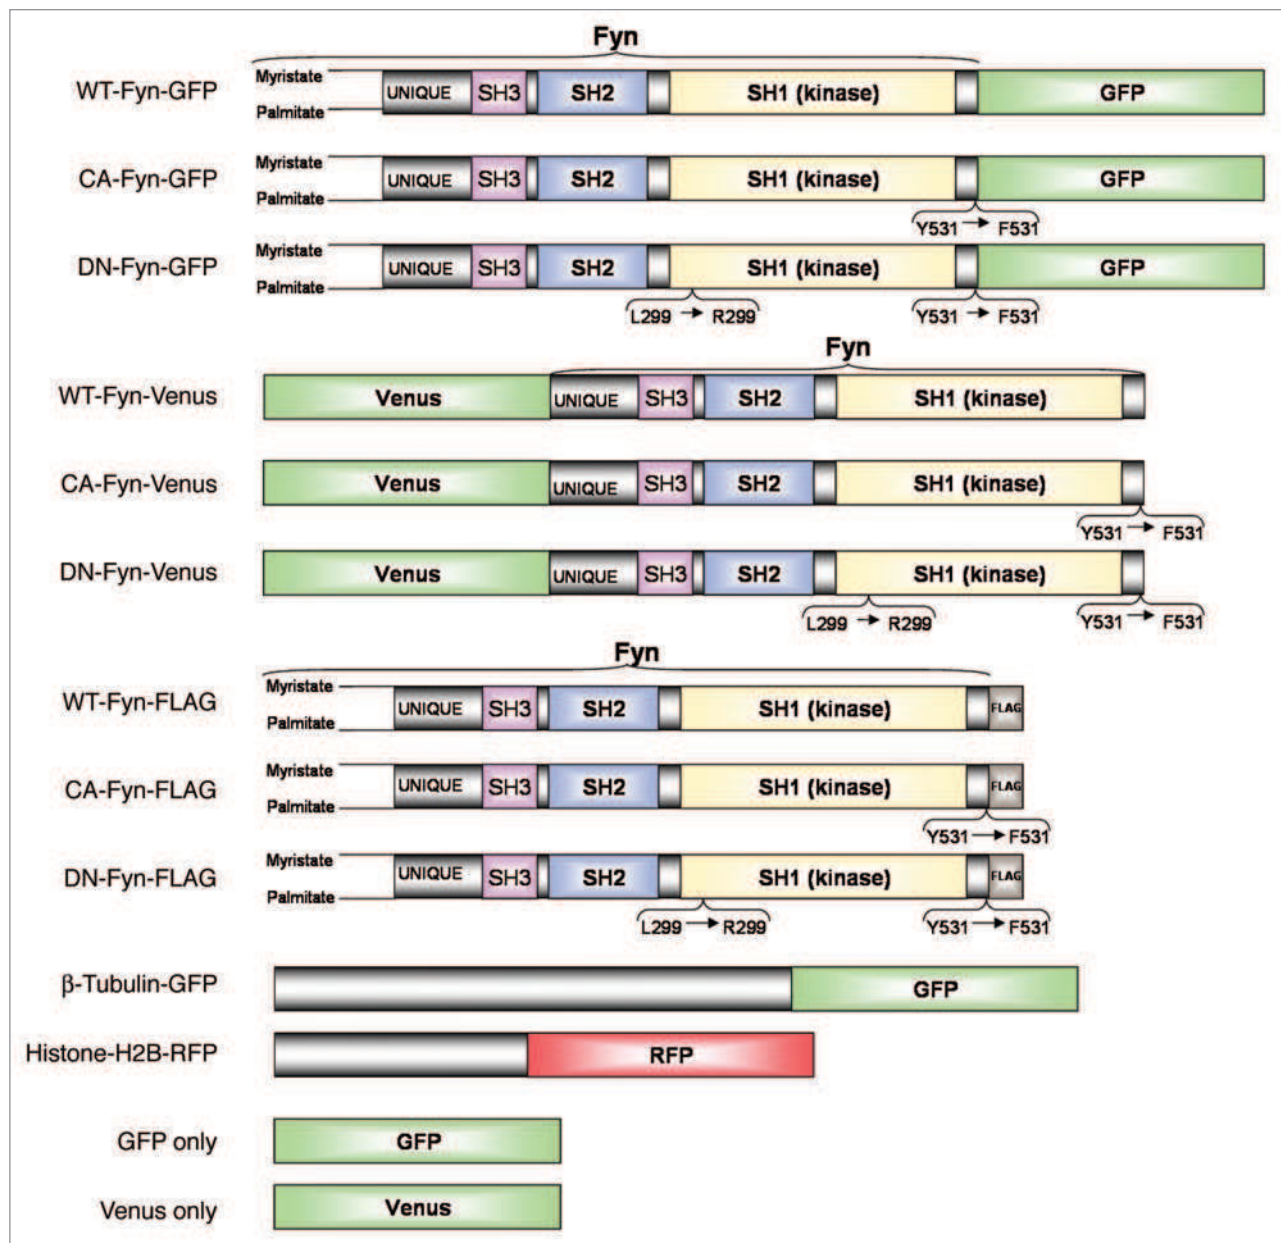 Fyn
WT-Fyn-GFP
Myristate
Palmitate
UNIQUE SH3 SH2 SH1 (kinase) GFP
CA-Fyn-GFP
Myristate
Palmitate
UNIQUE SH3 SH2 SH1 (kinase) GFP
Y531 → F531
DN-Fyn-GFP
Myristate
Palmitate
UNIQUE SH3 SH2 SH1 (kinase) GFP
L299 → R299 Y531 → F531
Fyn
WT-Fyn-Venus
Venus UNIQUE SH3 SH2 SH1 (kinase)
CA-Fyn-Venus
Venus UNIQUE SH3 SH2 SH1 (kinase)
Y531 → F531
DN-Fyn-Venus
Venus UNIQUE SH3 SH2 SH1 (kinase)
L299 → R299 Y531 → F531
Fyn
WT-Fyn-FLAG
Myristate
Palmitate
UNIQUE SH3 SH2 SH1 (kinase) FLAG
CA-Fyn-FLAG
Myristate
Palmitate
UNIQUE SH3 SH2 SH1 (kinase) FLAG
Y531 → F531
DN-Fyn-FLAG
Myristate
Palmitate
UNIQUE SH3 SH2 SH1 (kinase) FLAG
L299 → R299 Y531 → F531
β-Tubulin-GFP
GFP
Histone-H2B-RFP
RFP
GFP only
GFP
Venus only
Venus